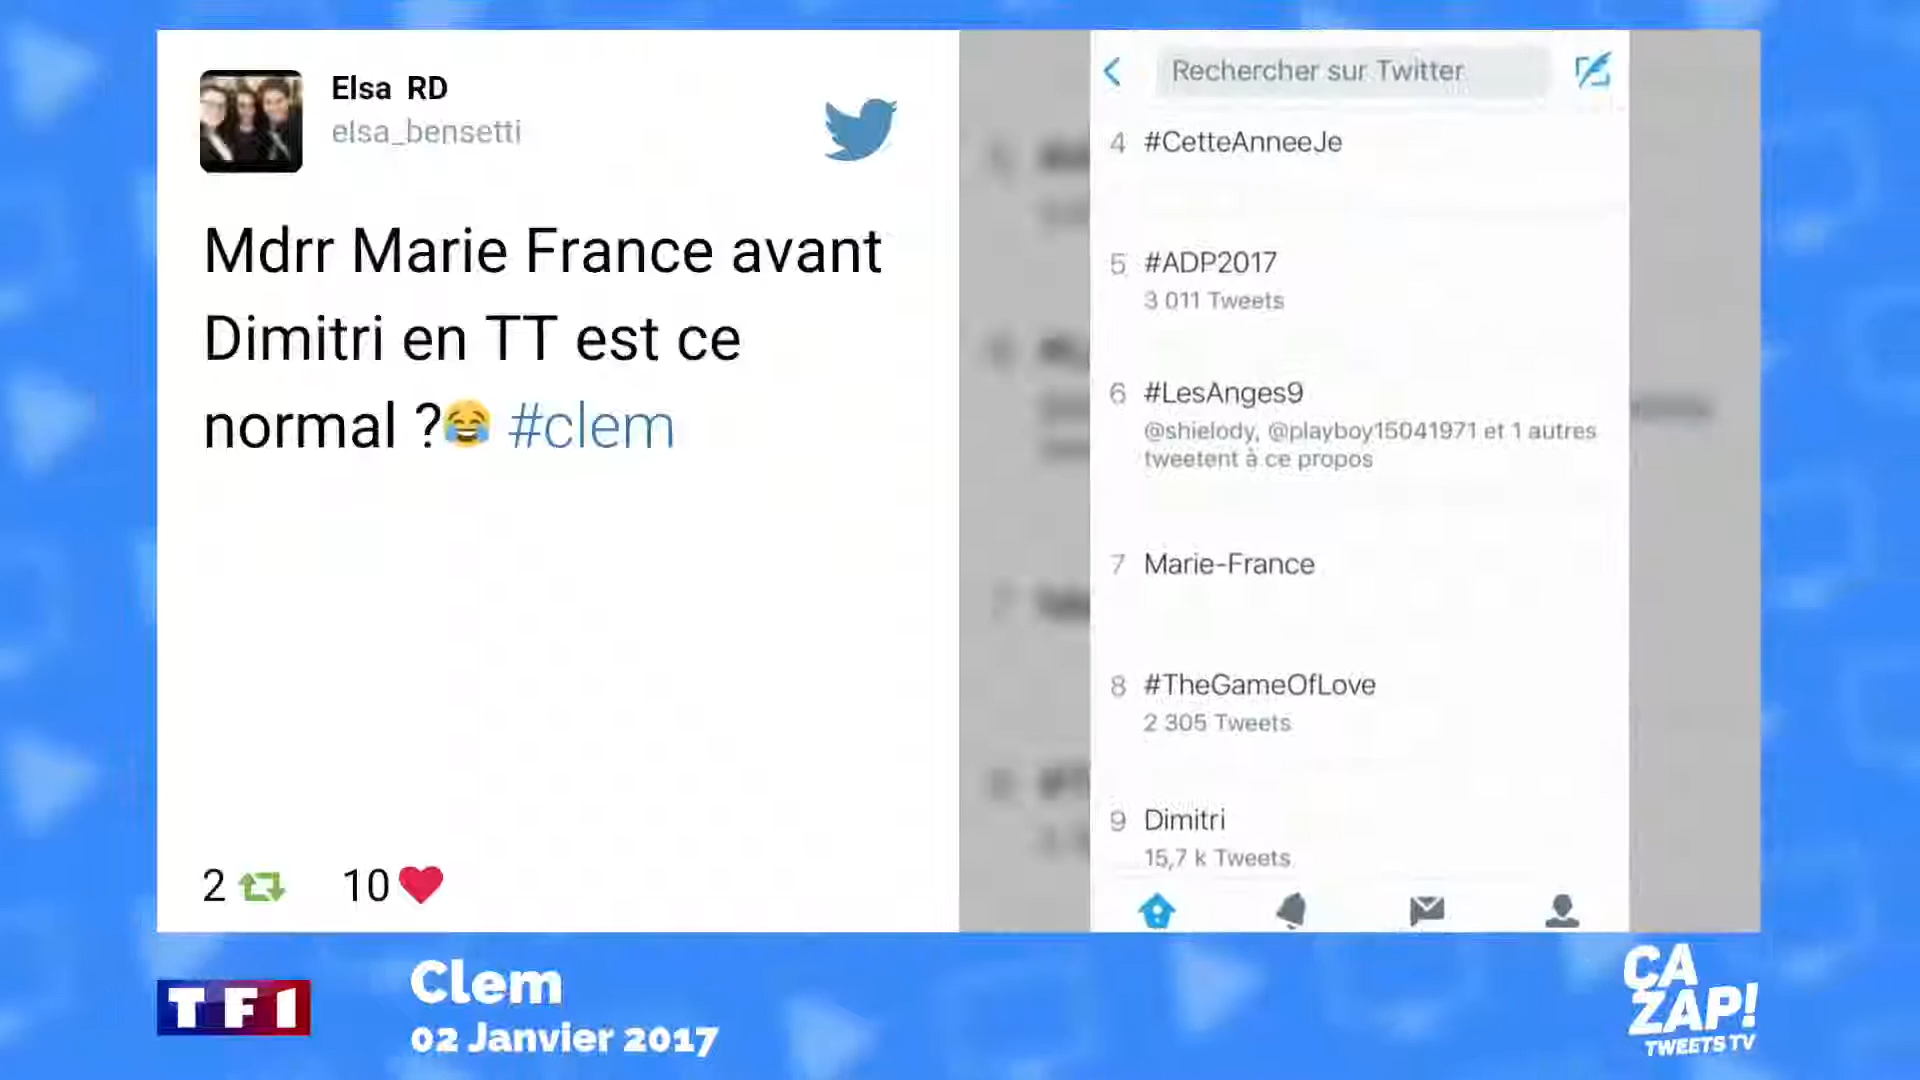 Elsa RD
elsa_bensetti
Mdrr Marie France avant
Dimitri en TT est ce
normal ?😂 #clem
2
10
Rechercher sur Twitter
4 #CetteAnneeJe
5 #ADP2017
3 011 Tweets
6 #LesAnges9
@shielody, @playboy15041971 et 1 autres
tweetent à ce propos
7 Marie-France
8 #TheGameOfLove
2 305 Tweets
9 Dimitri
15,7 k Tweets
TF1
Clem
02 Janvier 2017
ÇA
ZAP!
TWEETS TV